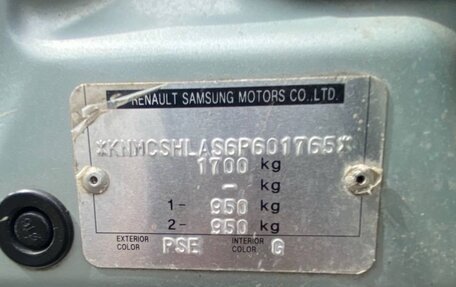 RENAULT SAMSUNG MOTORS CO.,LTD.
*KNMCSHLAS6P601765*
1700 kg
- kg
1- 950 kg
2- 950 kg
EXTERIOR COLOR PSE INTERIOR COLOR G